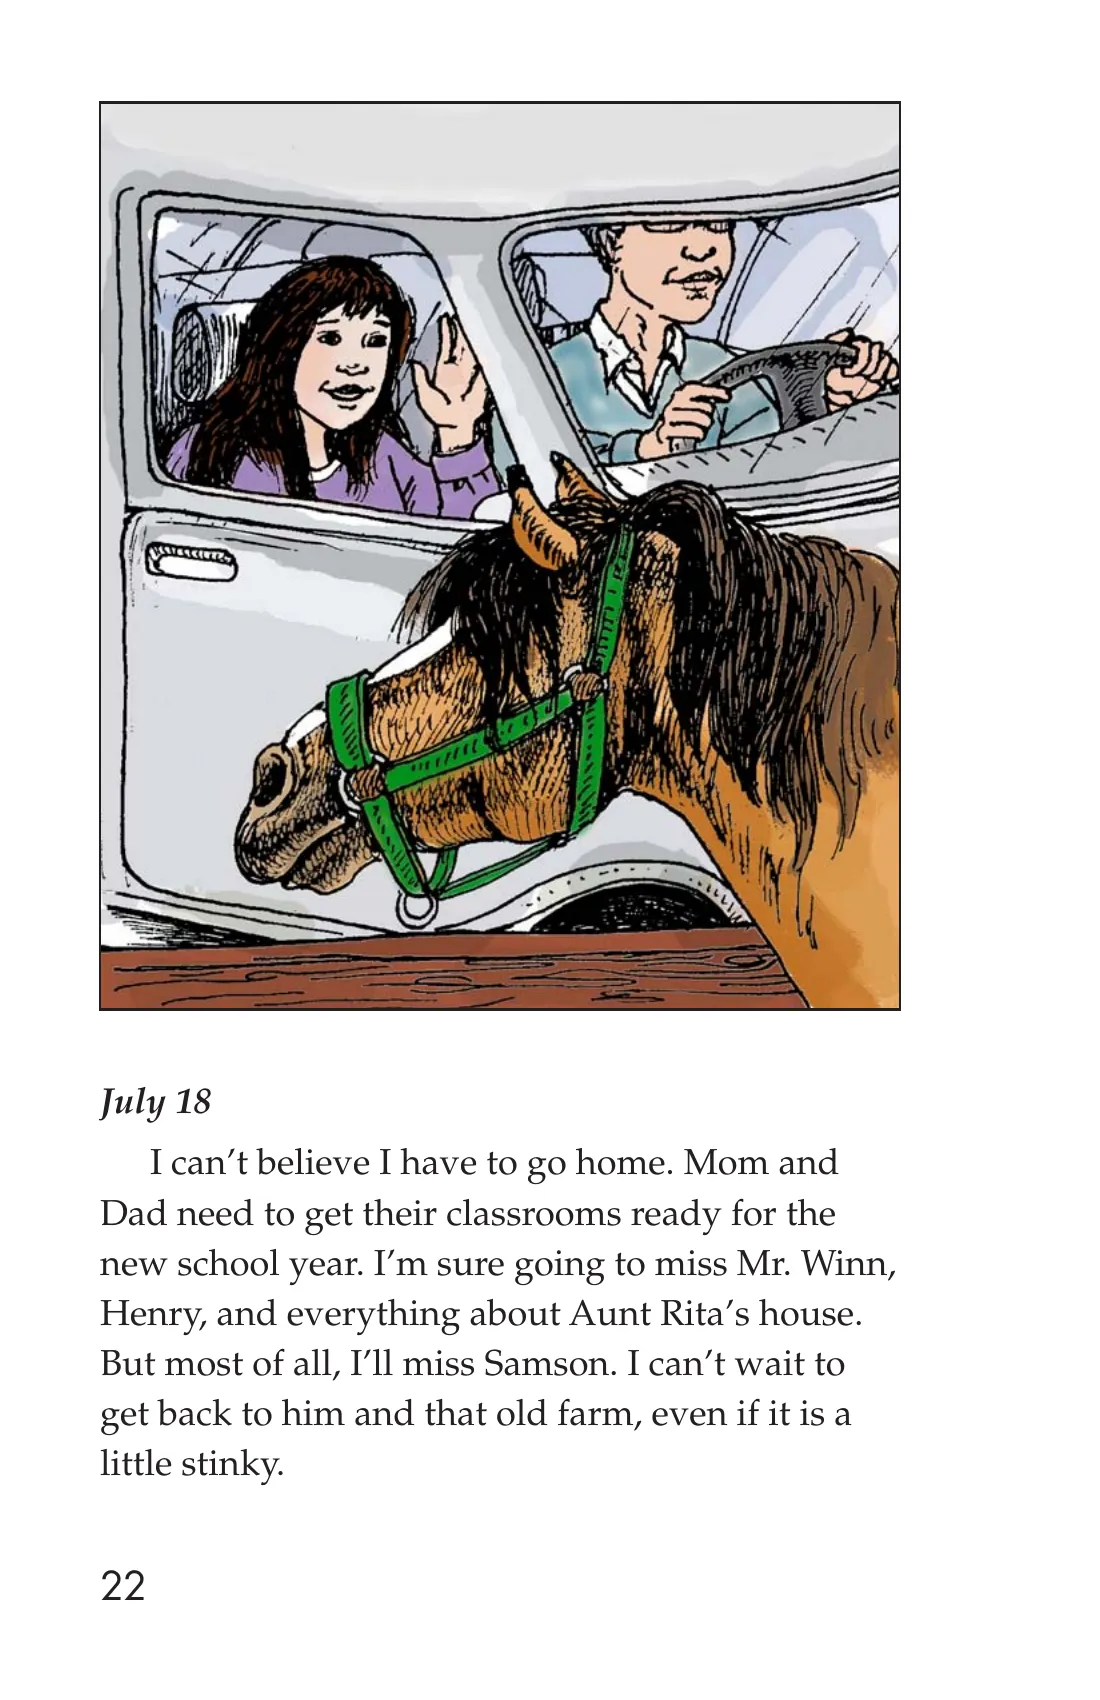 July 18
I can’t believe I have to go home. Mom and
Dad need to get their classrooms ready for the
new school year. I’m sure going to miss Mr. Winn,
Henry, and everything about Aunt Rita’s house.
But most of all, I’ll miss Samson. I can’t wait to
get back to him and that old farm, even if it is a
little stinky.
22